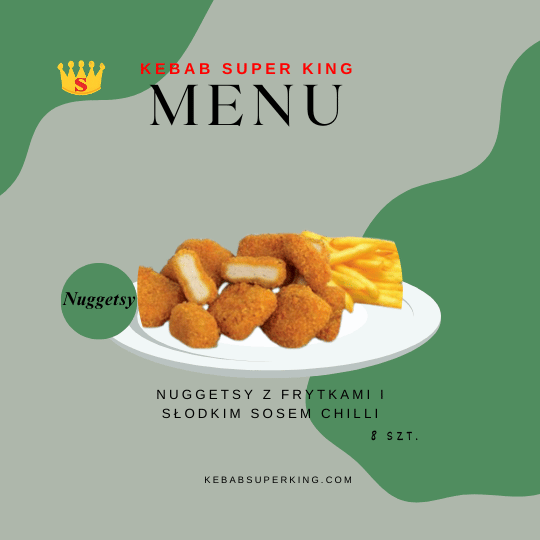 KEBAB SUPER KING
S
MENU
Nuggetsy
NUGGETSY Z FRYTKAMI I
SŁODKIM SOSEM CHILLI
8 SZT.
KEBABSUPERKING.COM